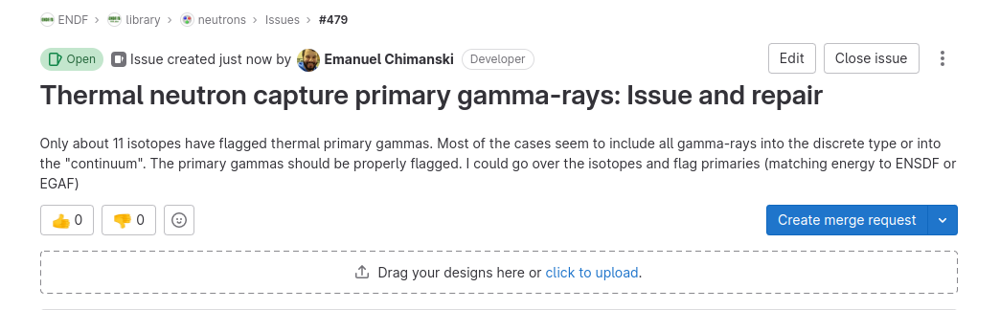 ENDF > library > neutrons > Issues > #479
Open Issue created just now by Emanuel Chimanski Developer Edit Close issue
Thermal neutron capture primary gamma-rays: Issue and repair
Only about 11 isotopes have flagged thermal primary gammas. Most of the cases seem to include all gamma-rays into the discrete type or into
the "continuum". The primary gammas should be properly flagged. I could go over the isotopes and flag primaries (matching energy to ENSDF or
EGAF)
👍 0 👎 0 Create merge request
Drag your designs here or click to upload.